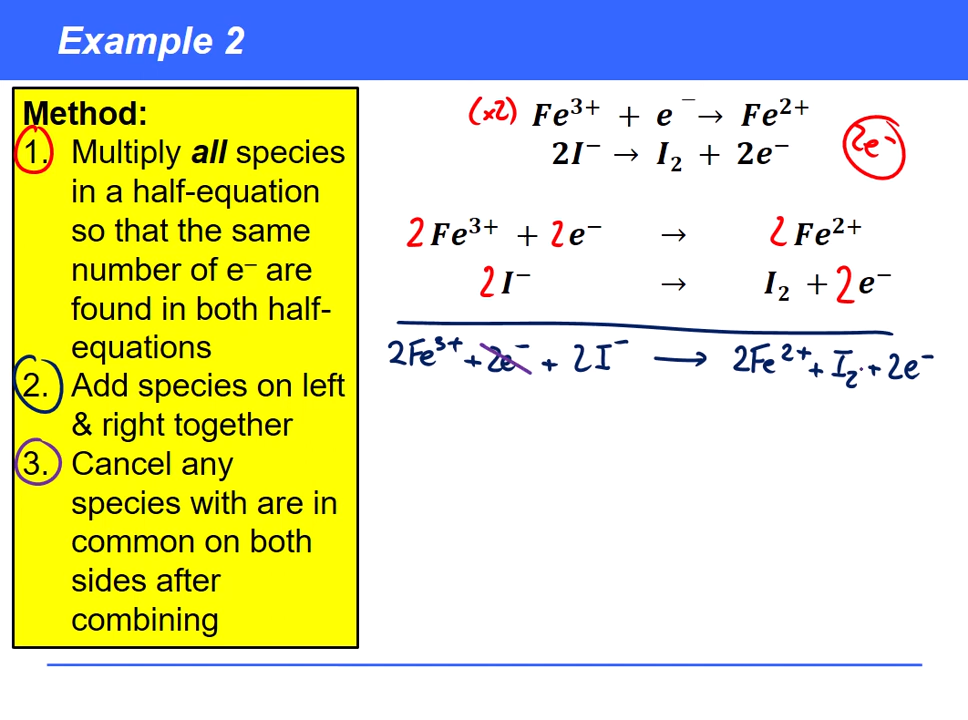 Example 2
Method:
1. Multiply all species
in a half-equation
so that the same
number of e⁻ are
found in both half-
equations
2. Add species on left
& right together
3. Cancel any
species with are in
common on both
sides after
combining
(×2) Fe³⁺ + e⁻ → Fe²⁺
2I⁻ → I₂ + 2e⁻
2e⁻
2Fe³⁺ + 2e⁻ → 2Fe²⁺
2I⁻ → I₂ + 2e⁻
2Fe³⁺ + 2e⁻ + 2I⁻ → 2Fe²⁺ + I₂ + 2e⁻